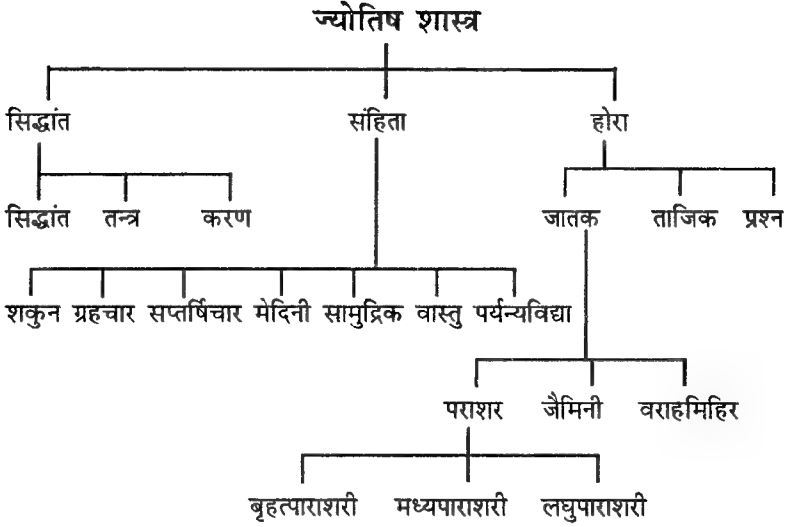 ज्योतिष शास्त्र
सिद्धांत संहिता होरा
सिद्धांत तन्त्र करण जातक ताजिक प्रश्न
शकुन ग्रहचार सप्तर्षिचार मेदिनी सामुद्रिक वास्तु पर्यन्यविद्या
पराशर जैमिनी वराहमिहिर
बृहत्पाराशरी मध्यपाराशरी लघुपाराशरी